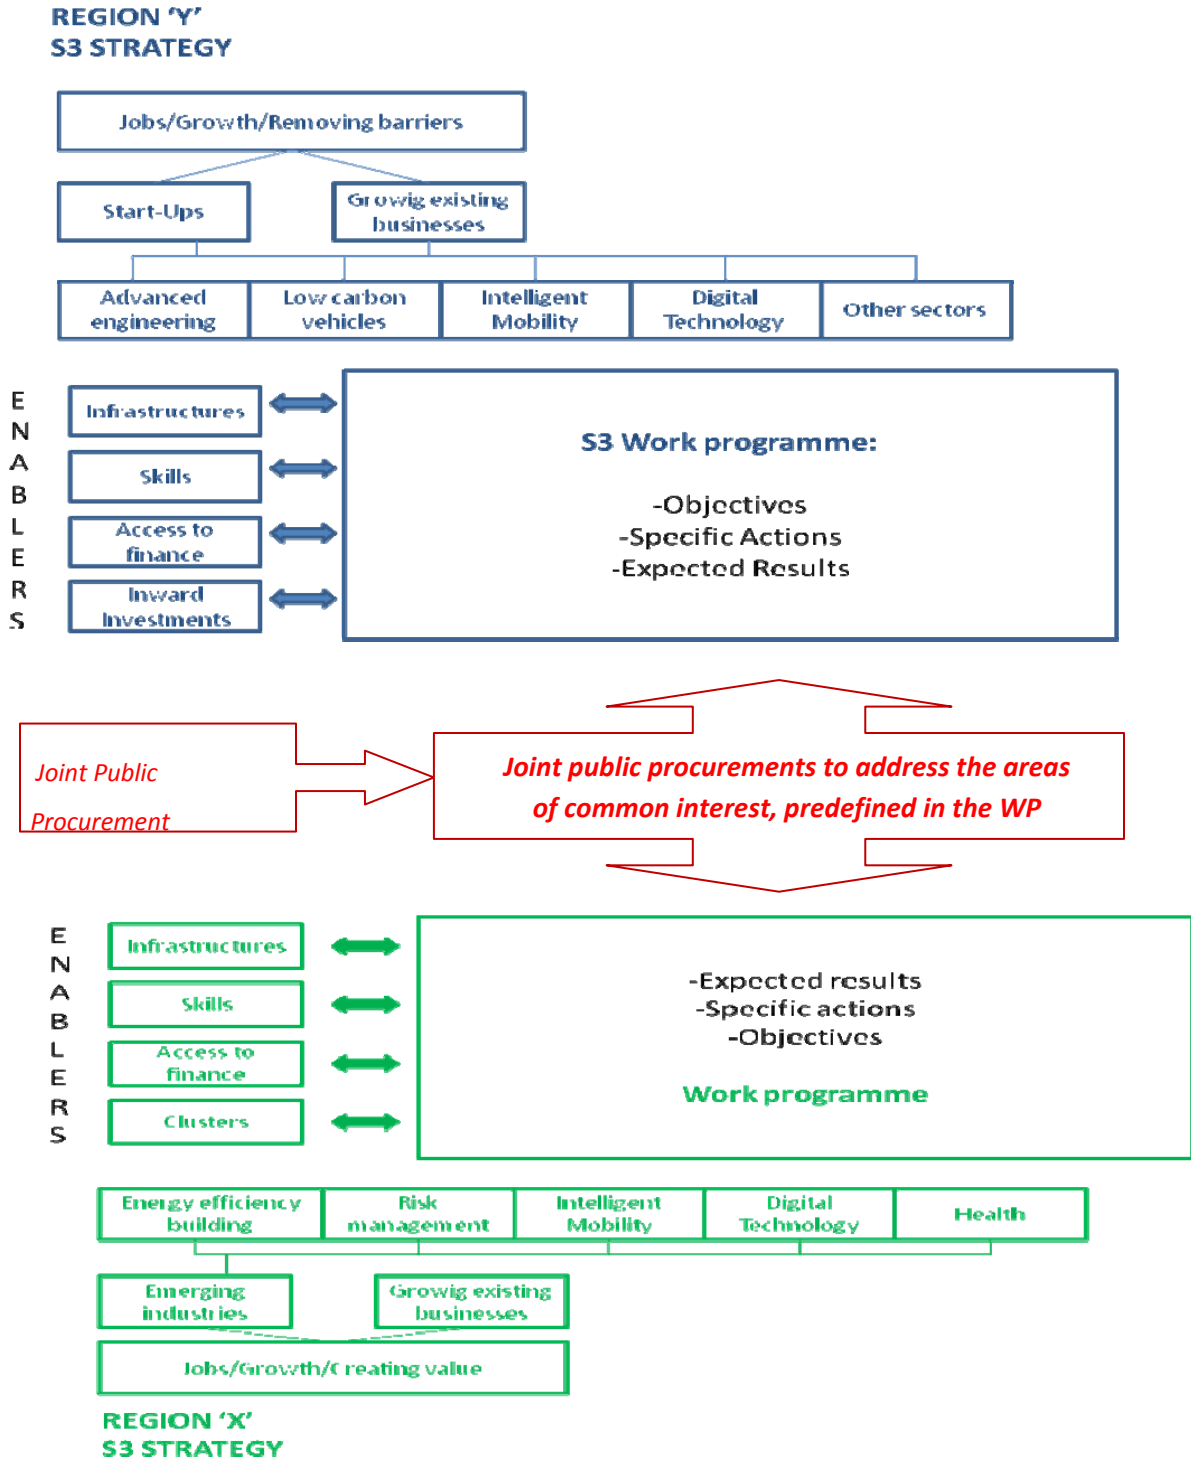 REGION ‘Y’
S3 STRATEGY
Jobs/Growth/Removing barriers
Start-Ups
Growig existing
businesses
Advanced
engineering
Low carbon
vehicles
Intelligent
Mobility
Digital
Technology
Other sectors
ENABLERS
Infrastructures
Skills
Access to
finance
Inward
Investments
S3 Work programme:
-Objectives
-Specific Actions
-Expected Results
Joint Public
Procurement
Joint public procurements to address the areas
of common interest, predefined in the WP
ENABLERS
Infrastructures
Skills
Access to
finance
Clusters
-Expected results
-Specific actions
-Objectives
Work programme
Energy efficiency
building
Risk
management
Intelligent
Mobility
Digital
Technology
Health
Emerging
industries
Growig existing
businesses
Jobs/Growth/Creating value
REGION ‘X’
S3 STRATEGY